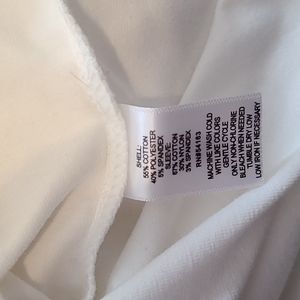 SHELL:
55% COTTON
40% POLYESTER
5% SPANDEX
SLEEVE:
67% COTTON
30% NYLON
3% SPANDEX
RN#54163
MACHINE WASH COLD
WITH LIKE COLORS
GENTLE CYCLE
ONLY NON-CHLORINE
BLEACH WHEN NEEDED
TUMBLE DRY LOW
LOW IRON IF NECESSARY